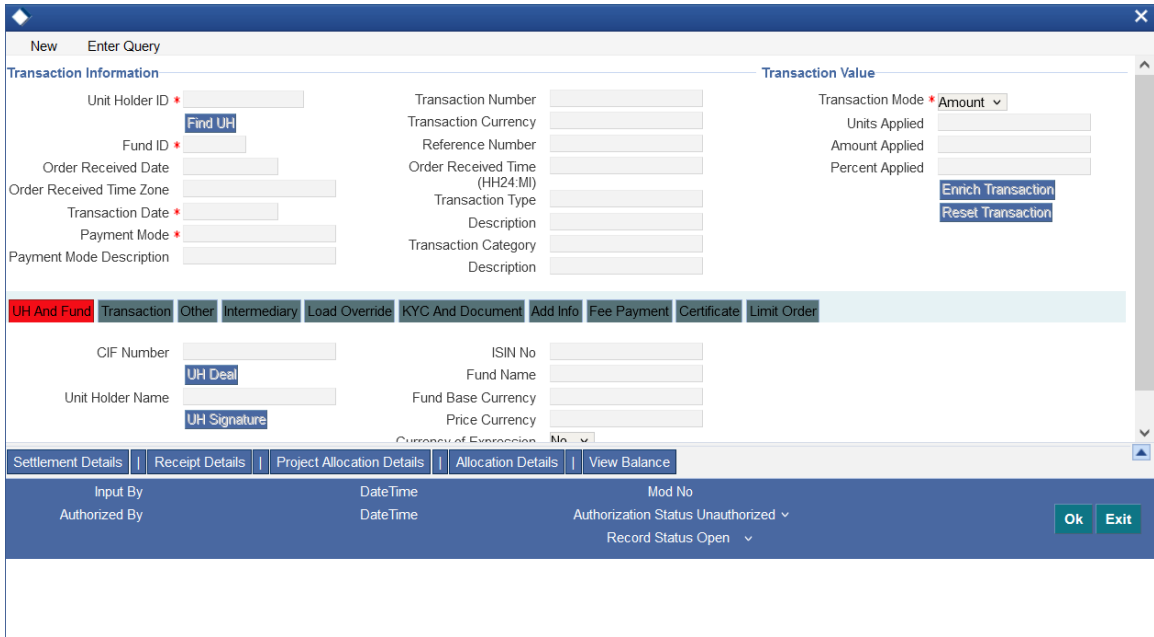 New Enter Query
Transaction Information
Unit Holder ID *
Find UH
Fund ID *
Order Received Date
Order Received Time Zone
Transaction Date *
Payment Mode *
Payment Mode Description
Transaction Number
Transaction Currency
Reference Number
Order Received Time
(HH24:MI)
Transaction Type
Description
Transaction Category
Description
Transaction Value
Transaction Mode * Amount
Units Applied
Amount Applied
Percent Applied
Enrich Transaction
Reset Transaction
UH And Fund Transaction Other Intermediary Load Override KYC And Document Add Info Fee Payment Certificate Limit Order
CIF Number
UH Deal
Unit Holder Name
UH Signature
ISIN No
Fund Name
Fund Base Currency
Price Currency
Currency of Expression No
Settlement Details | Receipt Details | Project Allocation Details | Allocation Details | View Balance
Input By DateTime Mod No
Authorized By DateTime Authorization Status Unauthorized
Record Status Open
Ok Exit